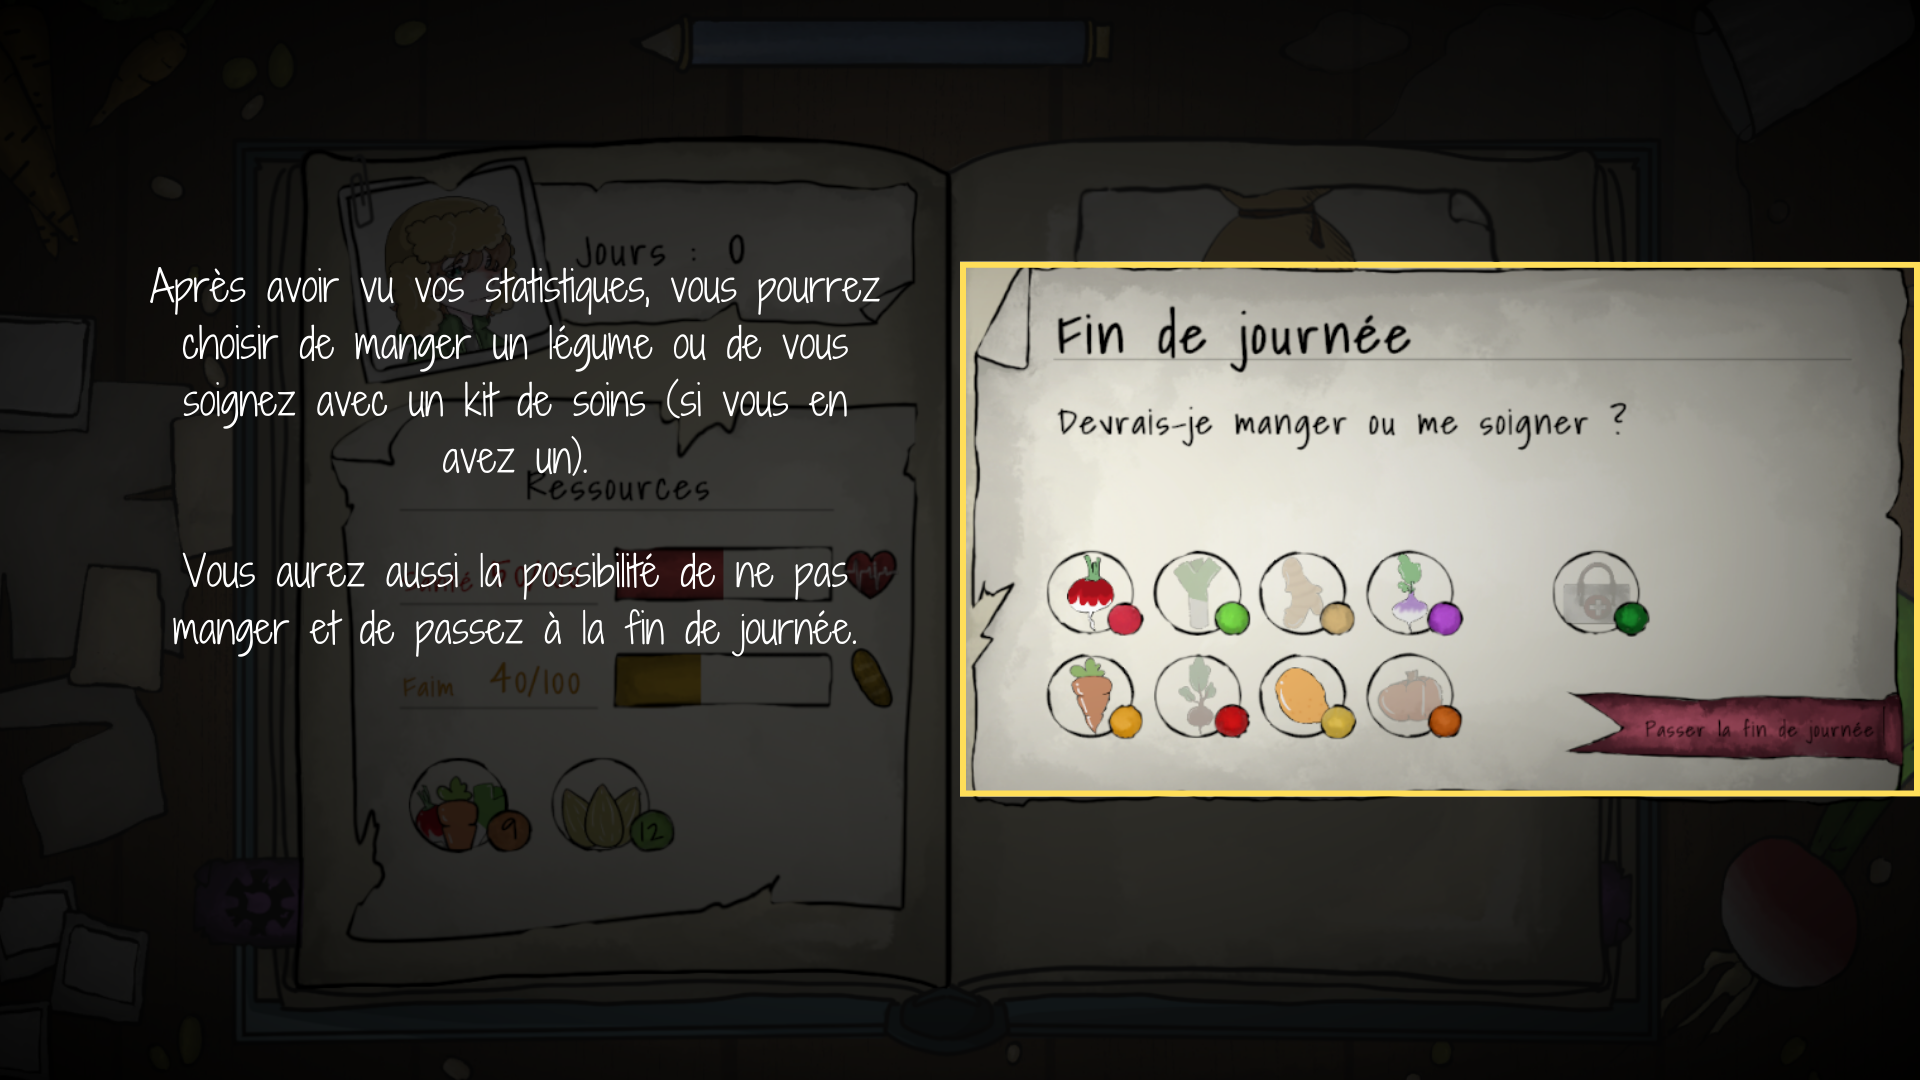 Jours : 0
Après avoir vu vos statistiques, vous pourrez
choisir de manger un légume ou de vous
soignez avec un kit de soins (si vous en
avez un).
Ressources
Vous aurez aussi la possibilité de ne pas
manger et de passez à la fin de journée.
Santé
Faim 40/100
9
12
Fin de journée
Devrais-je manger ou me soigner ?
Passer la fin de journée